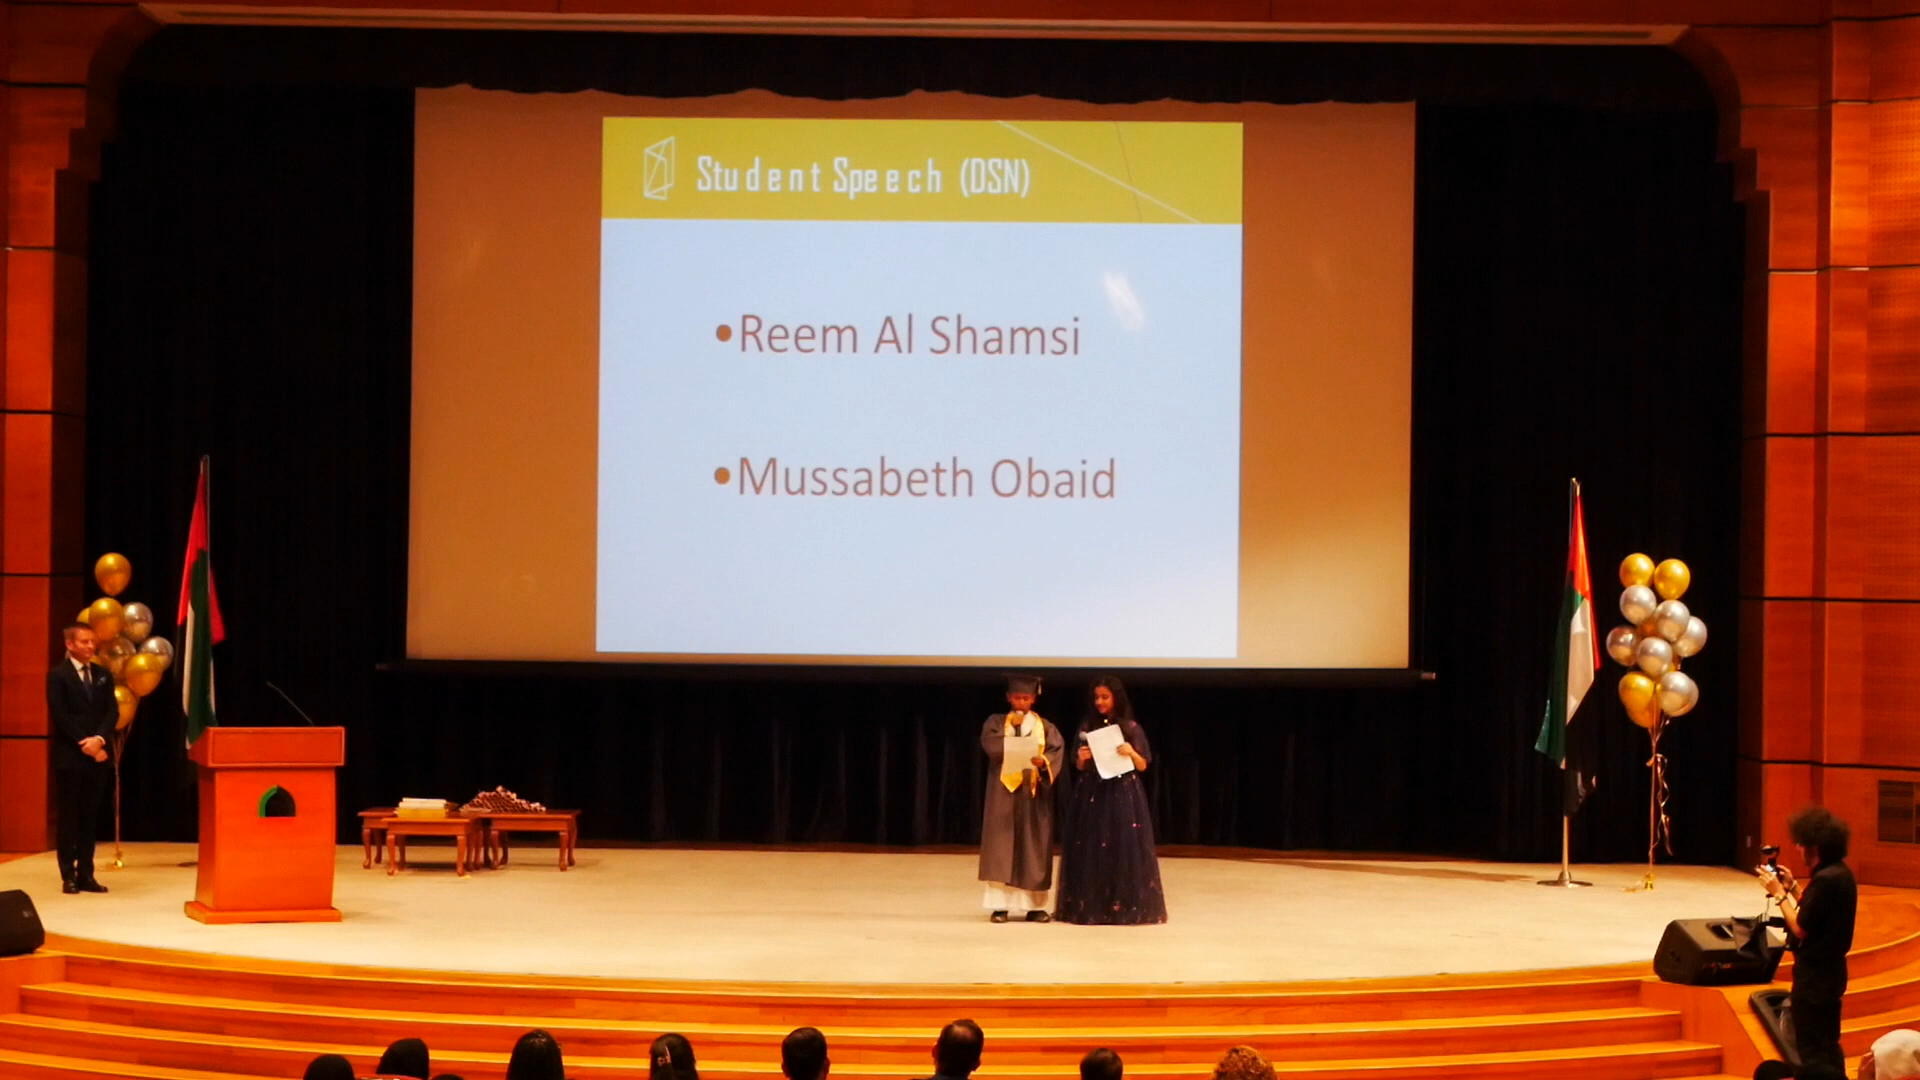 Student Speech (DSN)
•Reem Al Shamsi
•Mussabeth Obaid